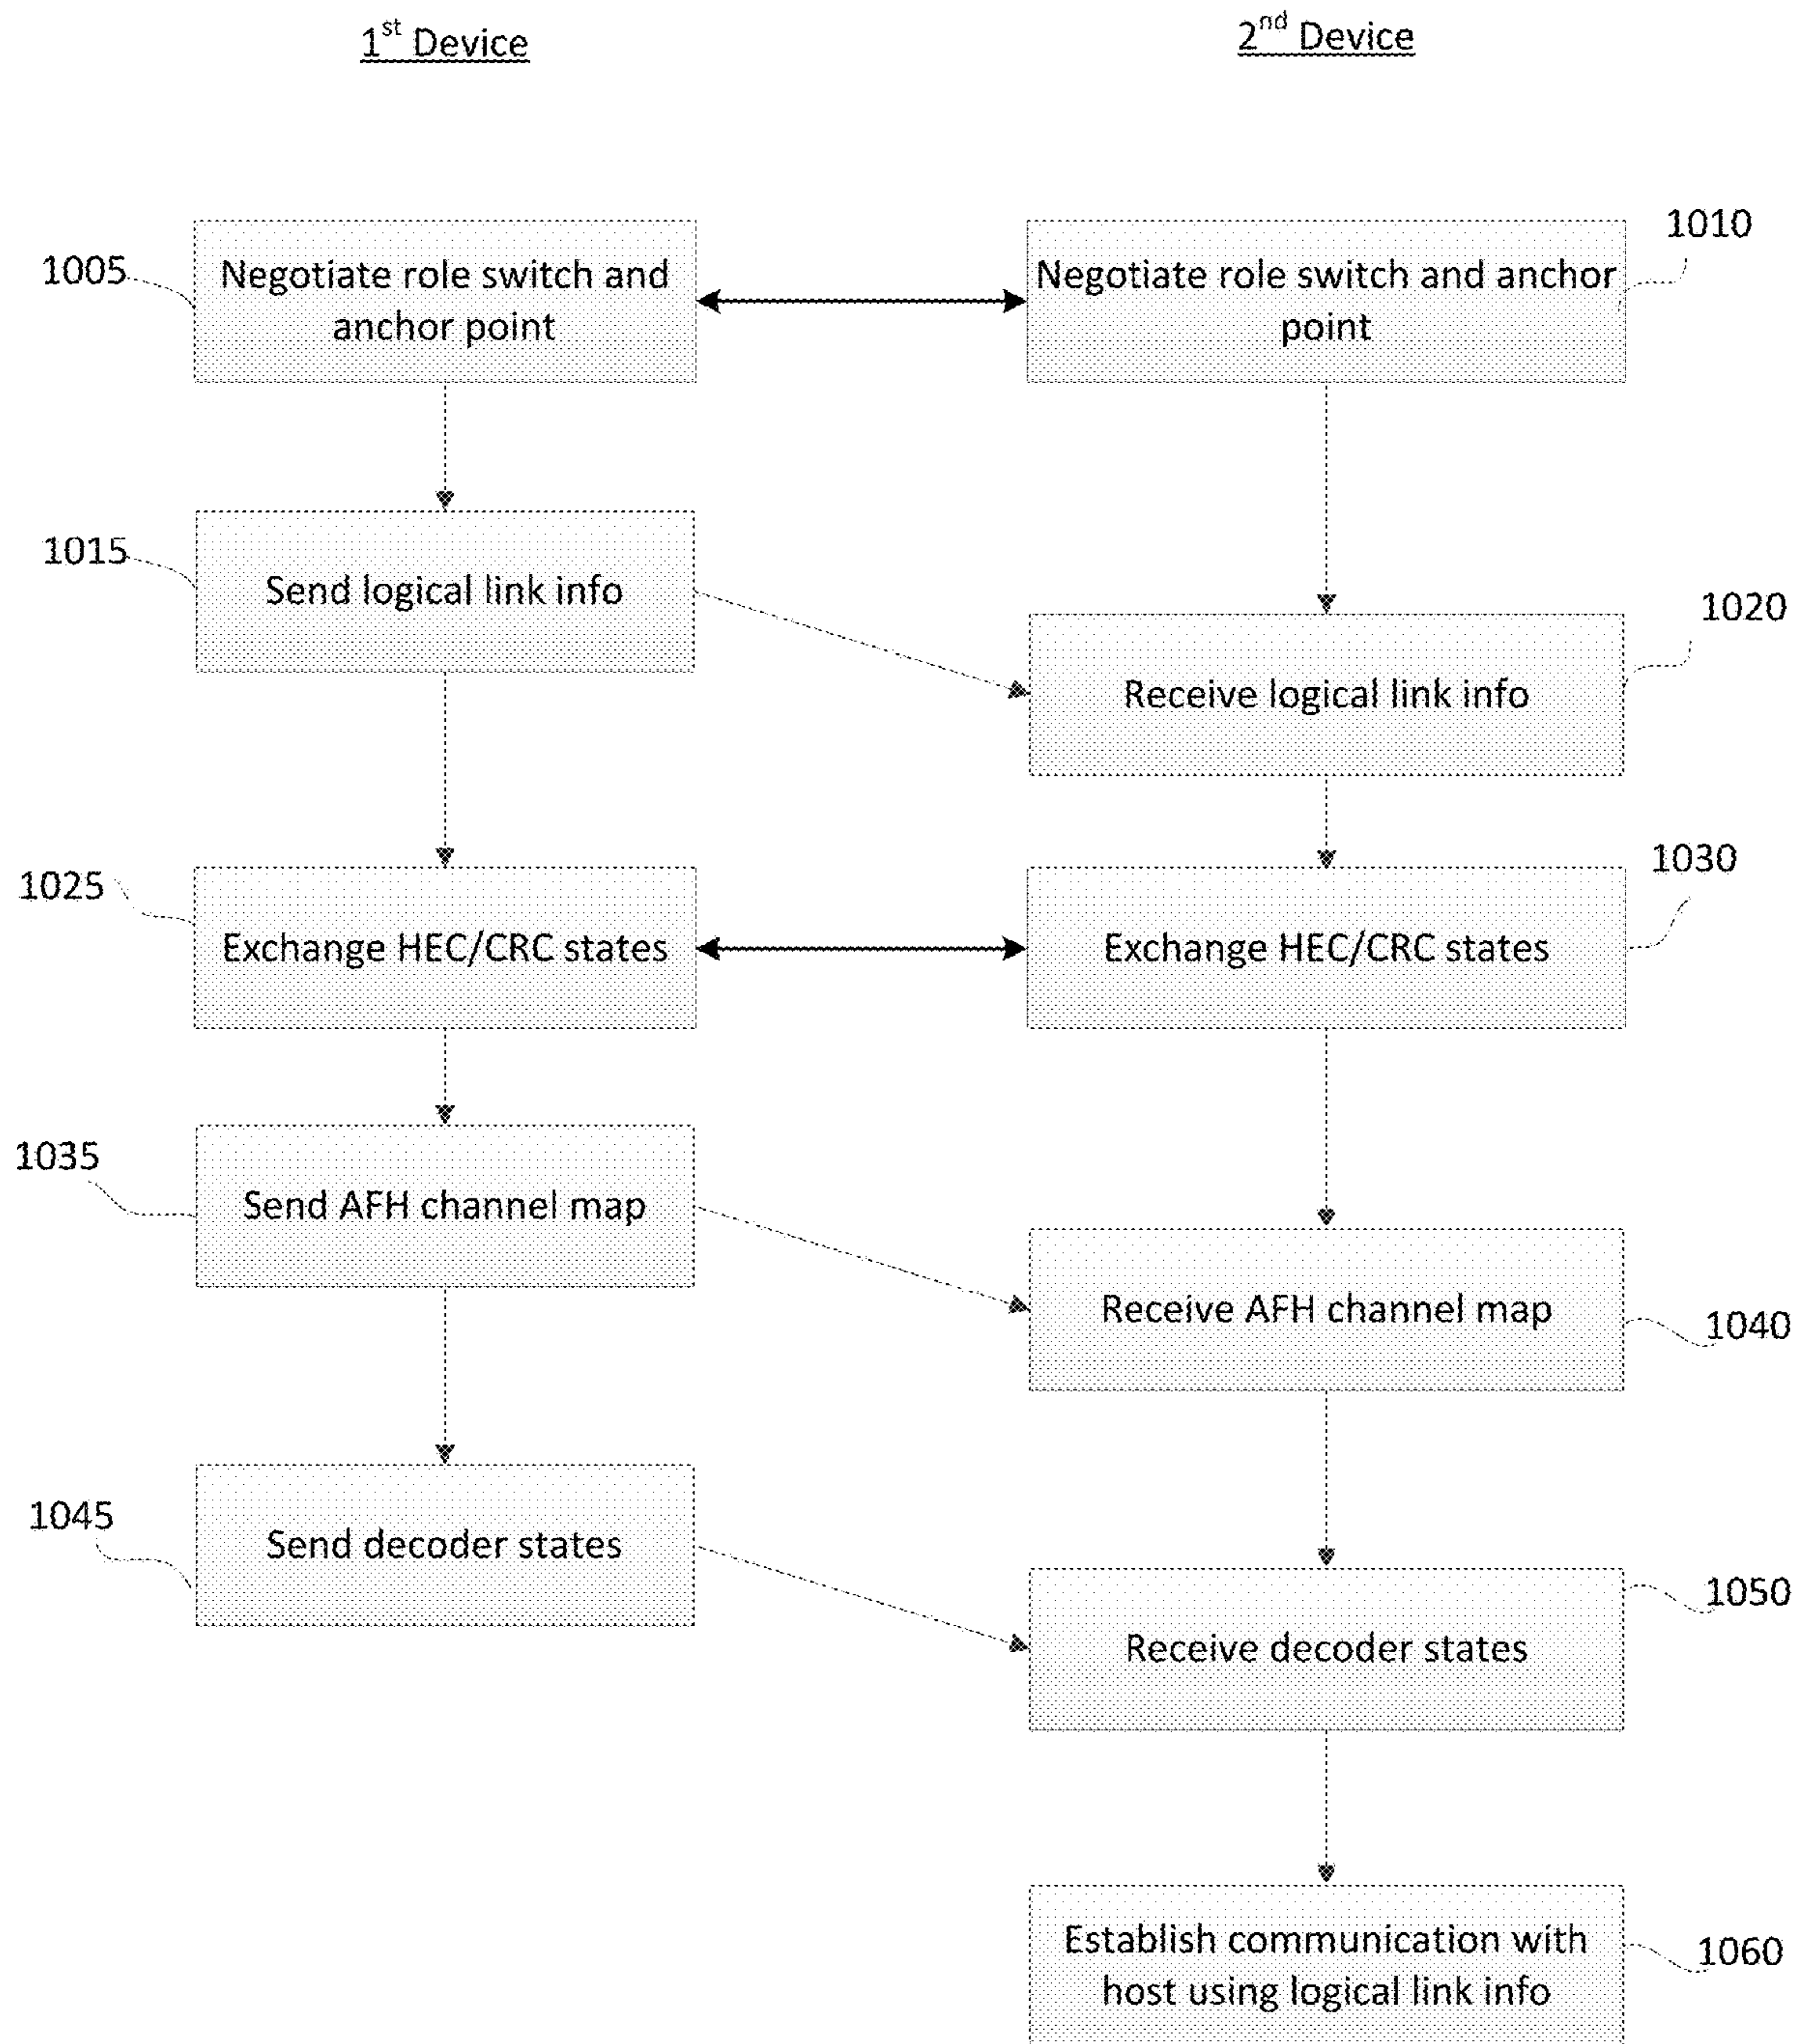 1st Device
2nd Device
1005
Negotiate role switch and
anchor point
Negotiate role switch and anchor
point
1010
1015
Send logical link info
1020
Receive logical link info
1025
Exchange HEC/CRC states
Exchange HEC/CRC states
1030
1035
Send AFH channel map
Receive AFH channel map
1040
1045
Send decoder states
1050
Receive decoder states
Establish communication with
host using logical link info
1060